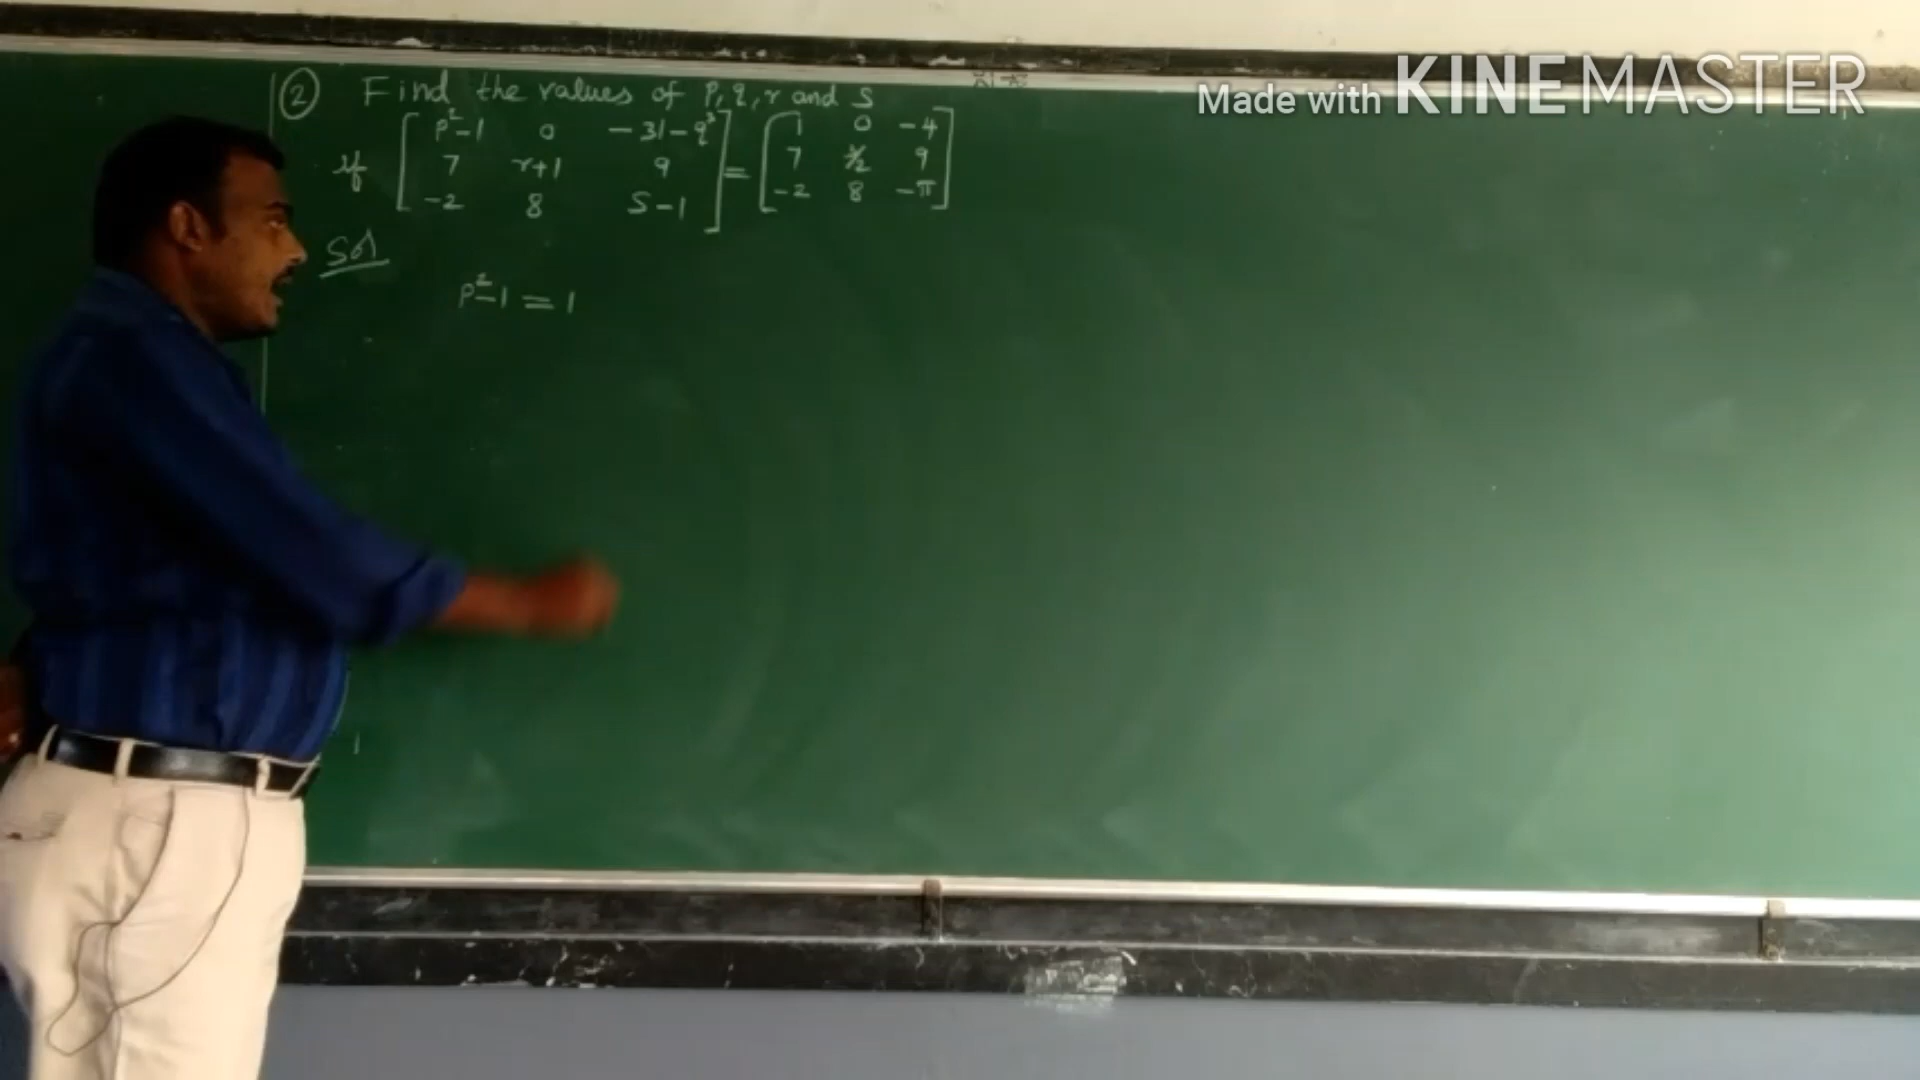 Made with KINEMASTER
② Find the values of p, q, r and s
if [ p²-1 0 -31-q³ ] = [ 1 0 -4 ]
[ 7 r+1 9 ] [ 7 3/2 9 ]
[ -2 8 s-1 ] [ -2 8 -π ]
Sol
p²-1 = 1